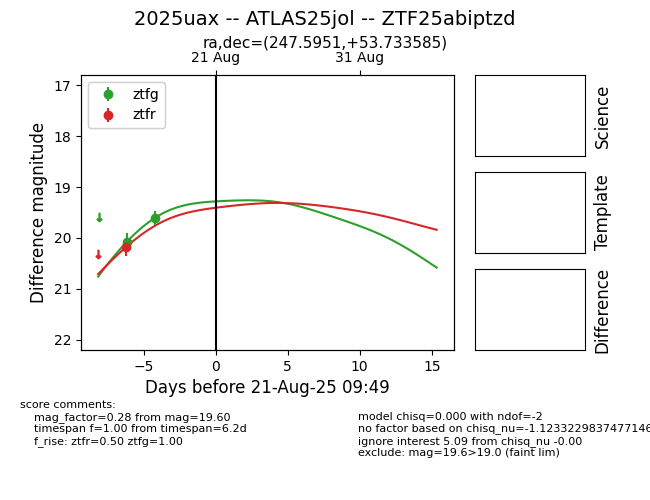 2025uax -- ATLAS25jol -- ZTF25abiptzd
ra,dec=(247.5951,+53.733585)
21 Aug
31 Aug
ztfg
ztfr
17
18
19
20
21
22
Difference magnitude
−5
0
5
10
15
Days before 21-Aug-25 09:49
Science
Template
Difference
score comments:
mag_factor=0.28 from mag=19.60
timespan f=1.00 from timespan=6.2d
f_rise: ztfr=0.50 ztfg=1.00
model chisq=0.000 with ndof=-2
no factor based on chisq_nu=-1.1233229837477146
ignore interest 5.09 from chisq_nu -0.00
exclude: mag=19.6>19.0 (faint lim)